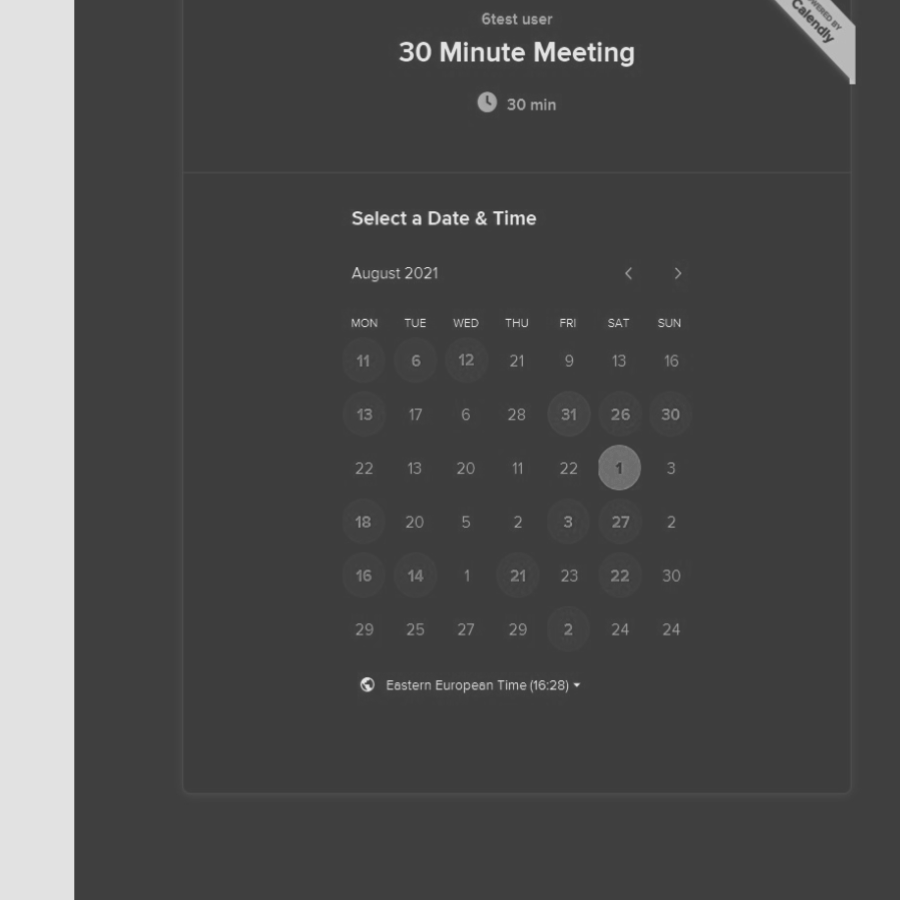 6test user
30 Minute Meeting
30 min
Calendly
Select a Date & Time
August 2021
MON TUE WED THU FRI SAT SUN
11 6 12 21 9 13 16
13 17 6 28 31 26 30
22 13 20 11 22 1 3
18 20 5 2 3 27 2
16 14 1 21 23 22 30
29 25 27 29 2 24 24
Eastern European Time (16:28)